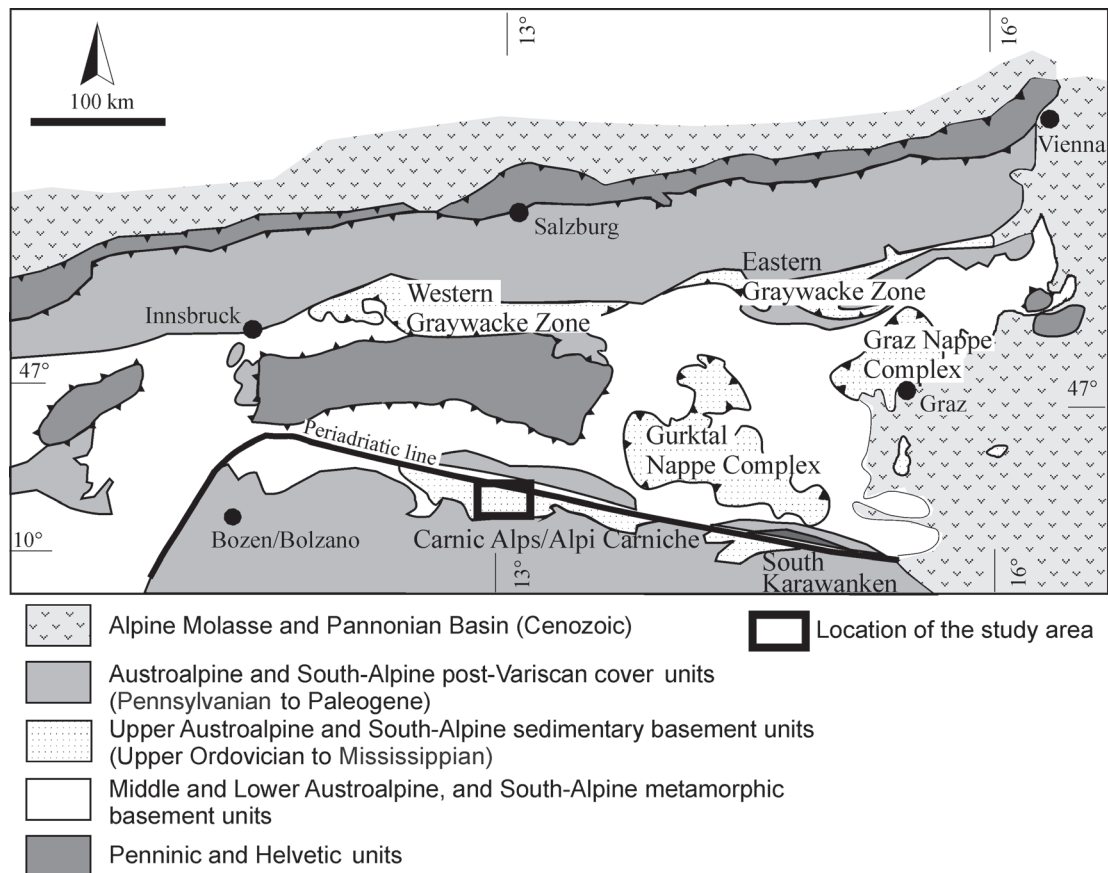 13°
16°
100 km
Vienna
Salzburg
Eastern
Graywacke Zone
Western
Graywacke Zone
Innsbruck
Graz Nappe
Complex
47°
47°
Graz
Periadriatic line
Gurktal
Nappe Complex
Bozen/Bolzano
Carnic Alps/Alpi Carniche
10°
13°
South
Karawanken
16°
Alpine Molasse and Pannonian Basin (Cenozoic)
Location of the study area
Austroalpine and South-Alpine post-Variscan cover units
(Pennsylvanian to Paleogene)
Upper Austroalpine and South-Alpine sedimentary basement units
(Upper Ordovician to Mississippian)
Middle and Lower Austroalpine, and South-Alpine metamorphic
basement units
Penninic and Helvetic units